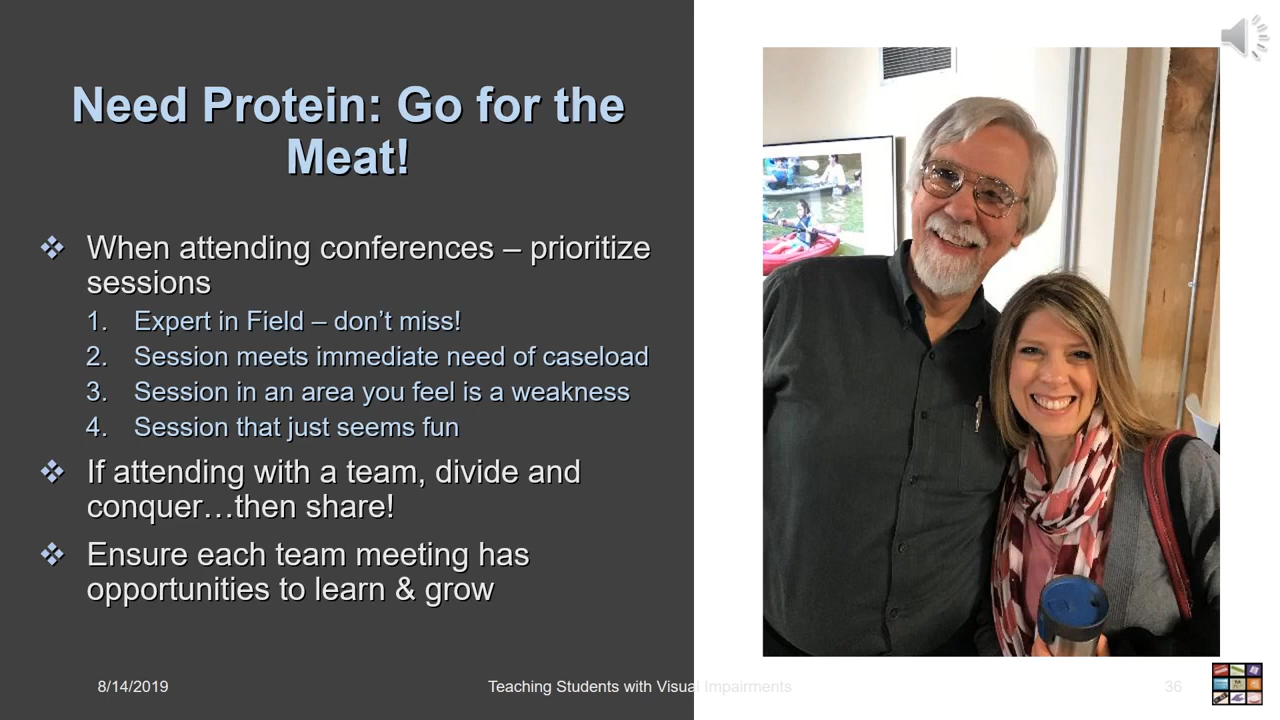 Need Protein: Go for the
Meat!
❖ When attending conferences – prioritize
sessions
1. Expert in Field – don’t miss!
2. Session meets immediate need of caseload
3. Session in an area you feel is a weakness
4. Session that just seems fun
❖ If attending with a team, divide and
conquer…then share!
❖ Ensure each team meeting has
opportunities to learn & grow
8/14/2019
Teaching Students with Visual Impairments
36